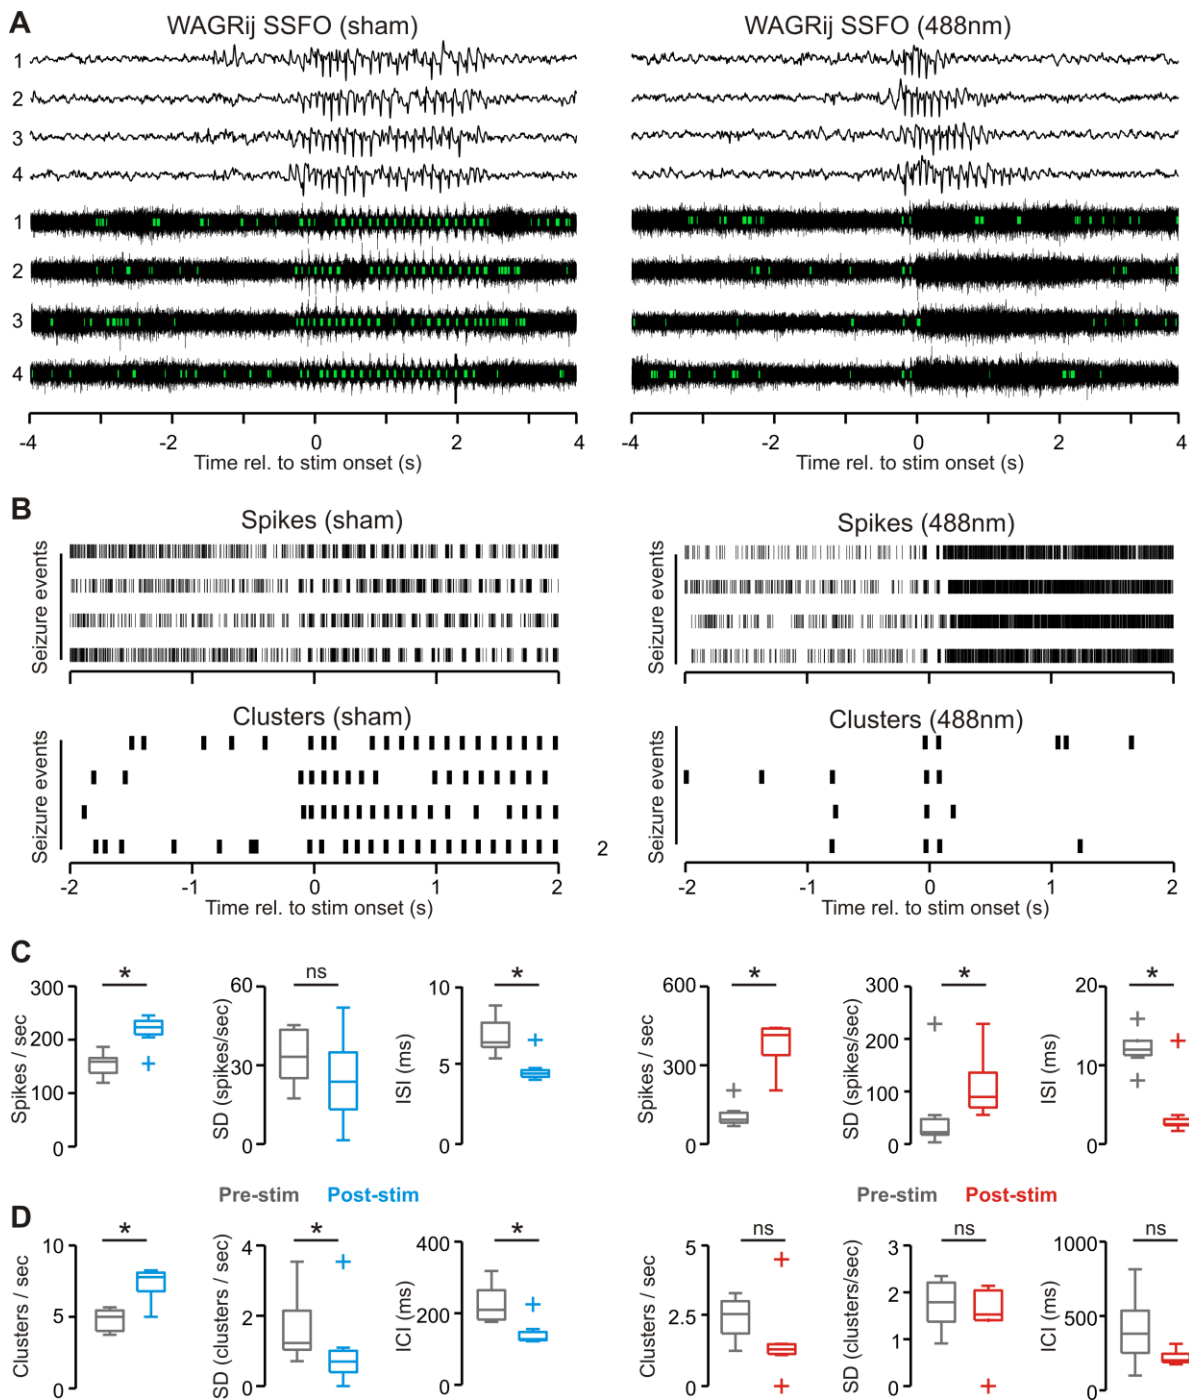 A
WAGRij SSFO (sham)
WAGRij SSFO (488nm)
1
2
3
4
1
2
3
4
-4 -2 0 2 4
Time rel. to stim onset (s)
-4 -2 0 2 4
Time rel. to stim onset (s)
B
Spikes (sham)
Seizure events
Spikes (488nm)
Seizure events
Clusters (sham)
Seizure events
-2 -1 0 1 2
Time rel. to stim onset (s)
2
Clusters (488nm)
Seizure events
-2 -1 0 1 2
Time rel. to stim onset (s)
C
Spikes / sec
300
200
100
0
*
SD (spikes/sec)
60
30
0
ns
ISI (ms)
10
5
0
*
Spikes / sec
600
300
0
*
SD (spikes/sec)
300
200
100
0
*
ISI (ms)
20
10
0
*
Pre-stim Post-stim
Pre-stim Post-stim
D
Clusters / sec
10
5
0
*
SD (clusters / sec)
4
2
0
*
ICI (ms)
400
200
0
*
Clusters / sec
5
2.5
0
ns
SD (clusters/sec)
3
2
1
0
ns
ICI (ms)
1000
500
0
ns